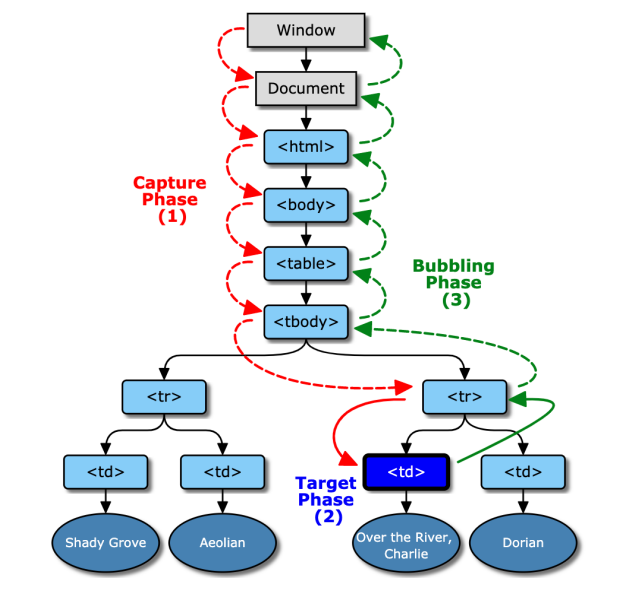 Window
Document
<html>
Capture
Phase
(1)
<body>
<table>
Bubbling
Phase
(3)
<tbody>
<tr>
<tr>
<td>
<td>
<td>
<td>
Target
Phase
(2)
Shady Grove
Aeolian
Over the River,
Charlie
Dorian